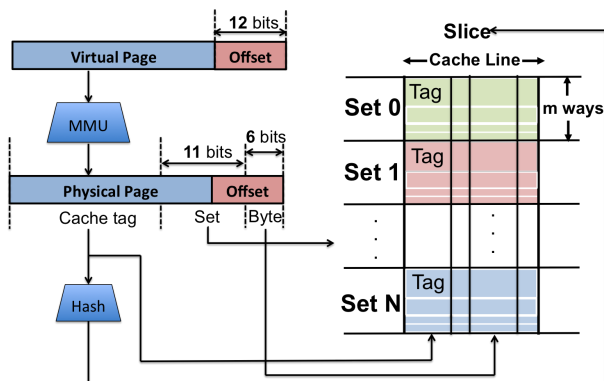 12 bits
Virtual Page
Offset
MMU
11 bits
6 bits
Physical Page
Offset
Cache tag
Set
Byte
Hash
Slice
Cache Line
Set 0
Tag
m ways
Set 1
Tag
Set N
Tag